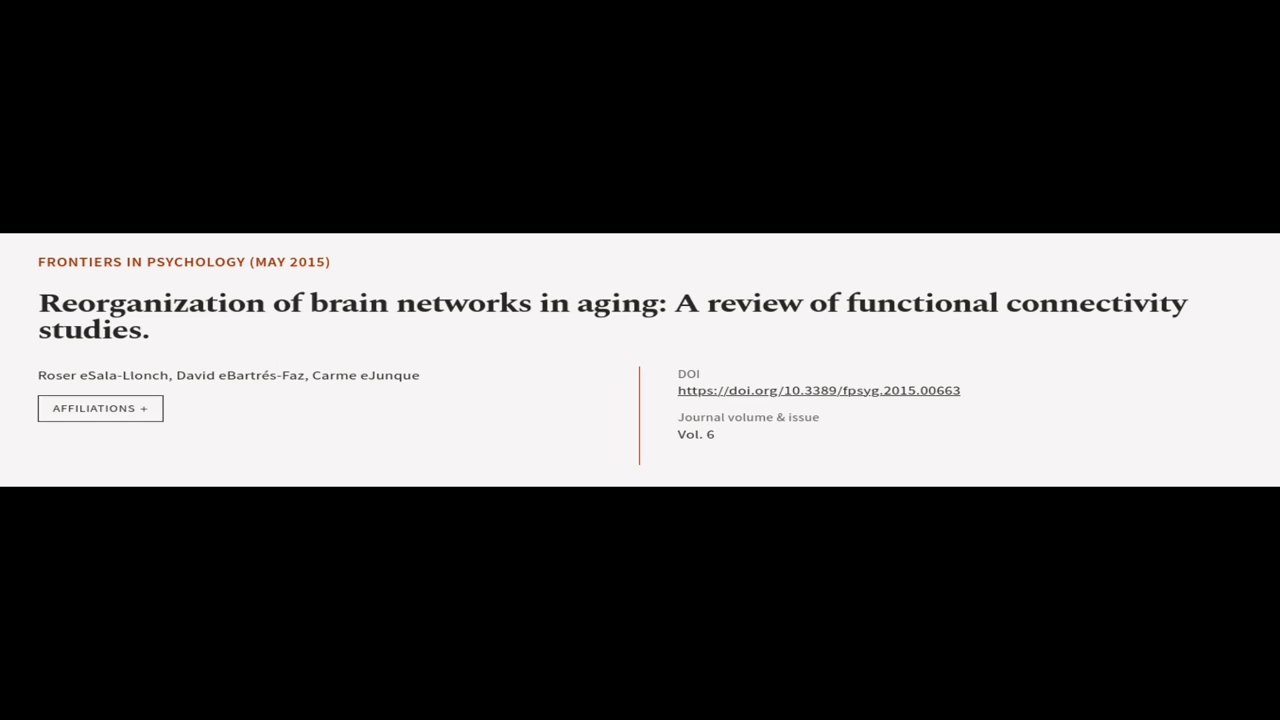 FRONTIERS IN PSYCHOLOGY (MAY 2015)
Reorganization of brain networks in aging: A review of functional connectivity
studies.
Roser eSala-Llonch, David eBartrés-Faz, Carme eJunque
AFFILIATIONS +
DOI
https://doi.org/10.3389/fpsyg.2015.00663
Journal volume & issue
Vol. 6